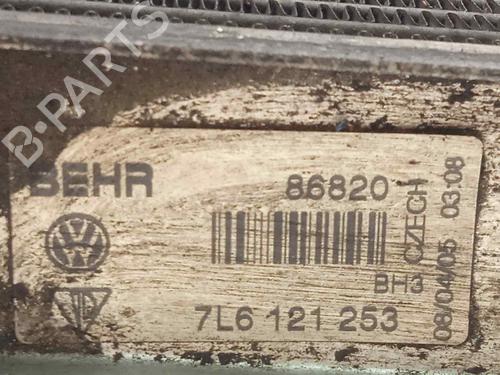 B-PARTS
BEHR
86820
BH3
CZECH
08/04/05 03:08
7L6 121 253